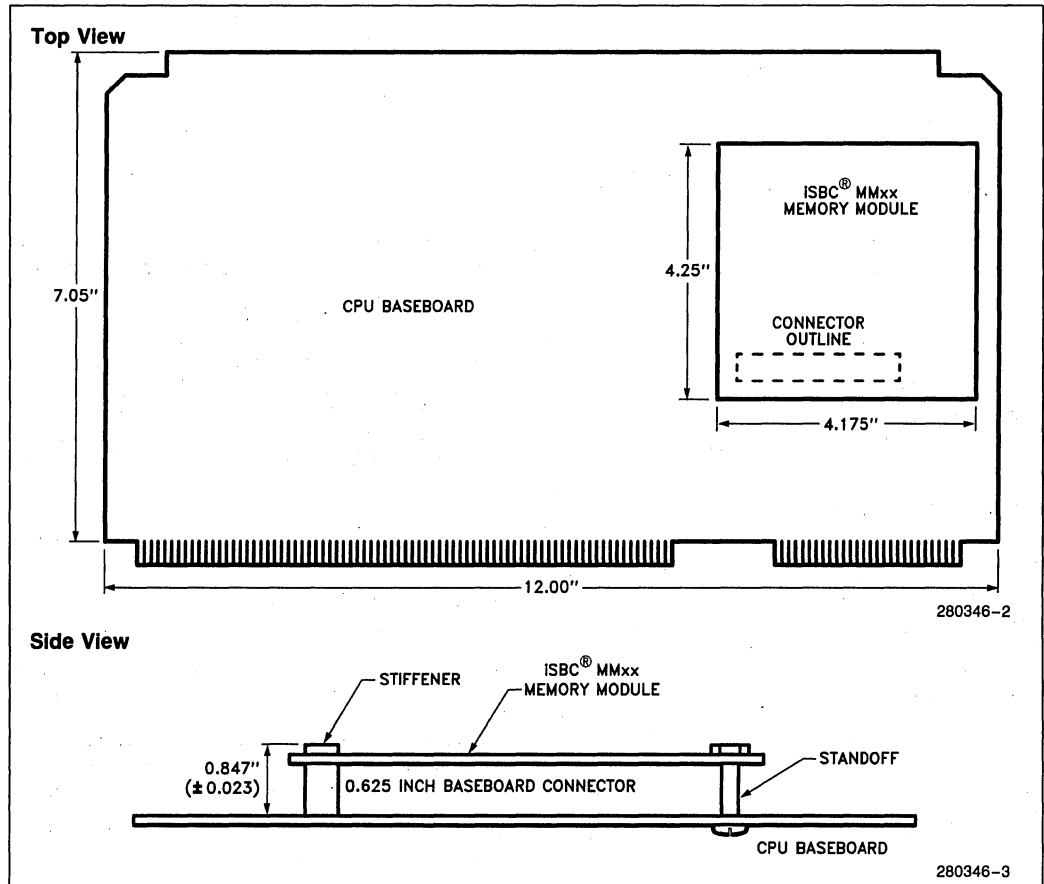 Top View
iSBC® MMxx
MEMORY MODULE
4.25"
7.05"
CPU BASEBOARD
CONNECTOR
OUTLINE
4.175"
12.00"
280346-2
Side View
STIFFENER
iSBC® MMxx
MEMORY MODULE
STANDOFF
0.847"
(±0.023)
0.625 INCH BASEBOARD CONNECTOR
CPU BASEBOARD
280346-3